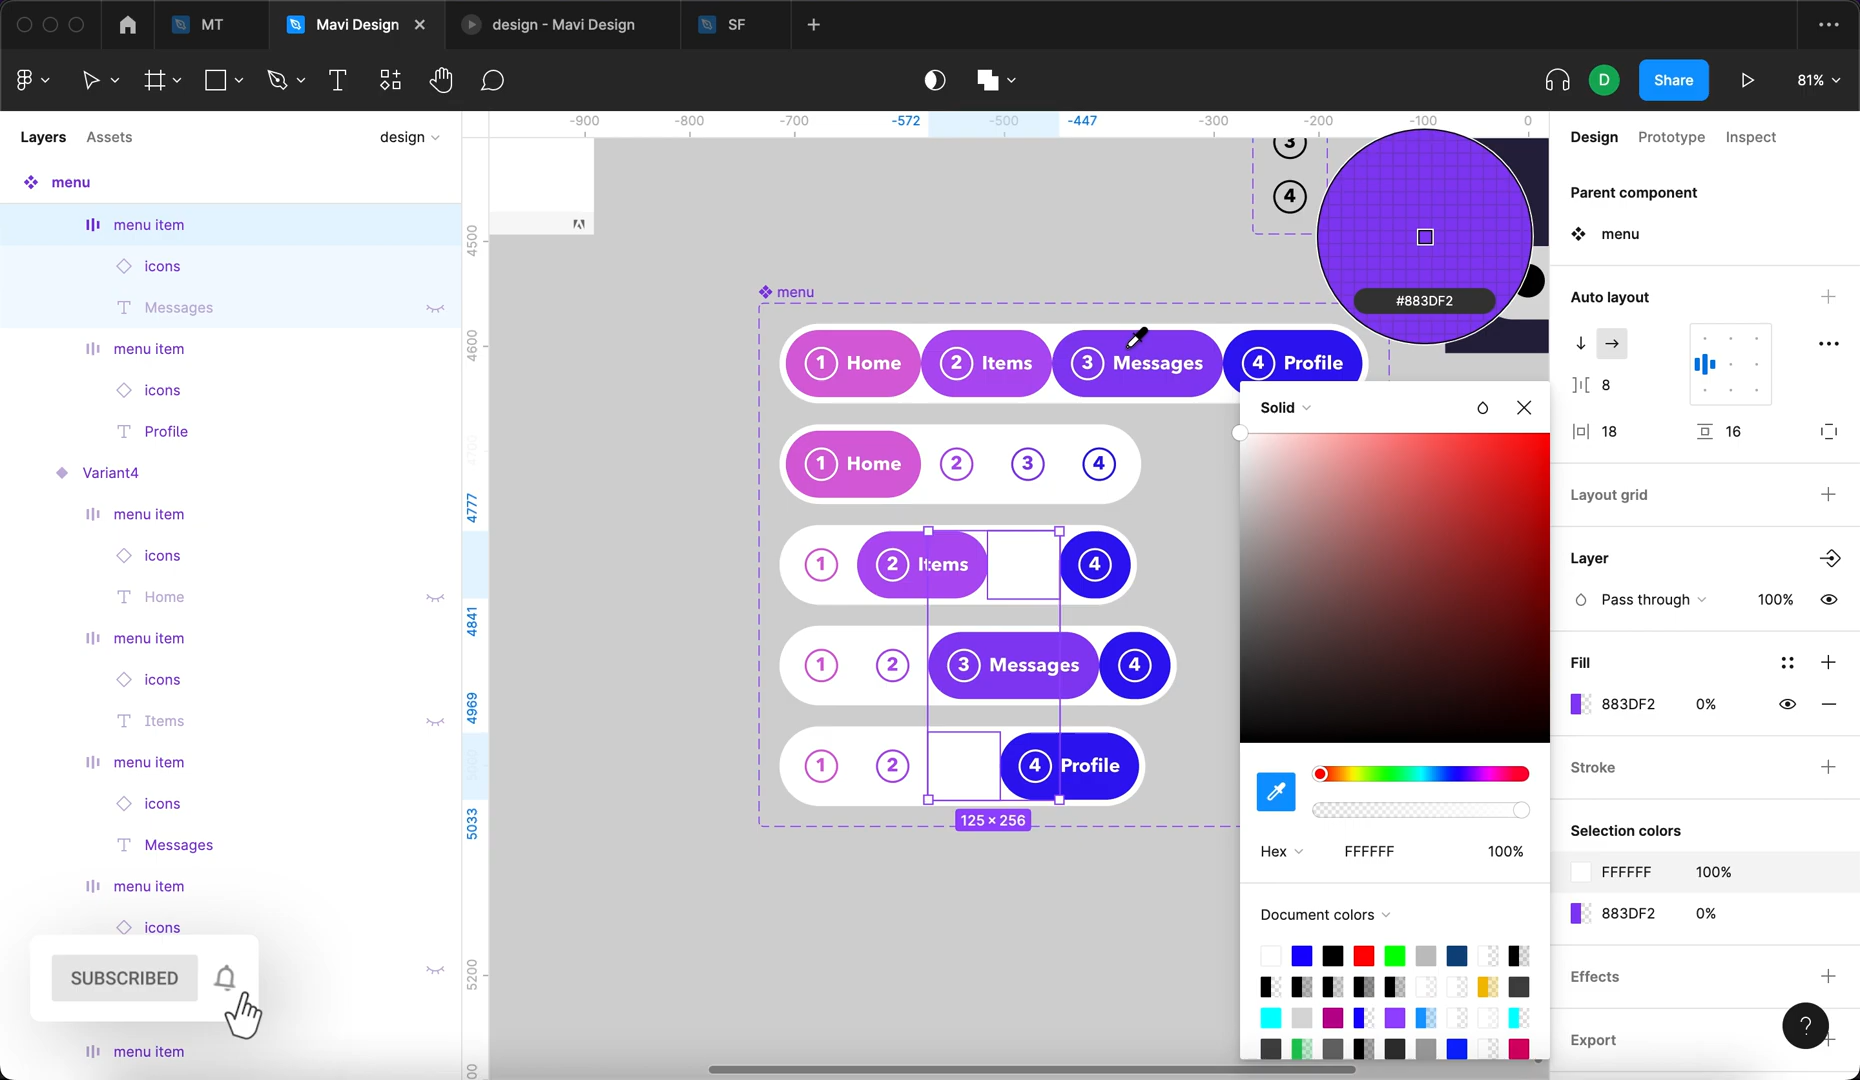 MT
Mavi Design
design - Mavi Design
SF
D
Share
81%
Layers
Assets
design
menu
menu item
icons
Messages
menu item
icons
Profile
Variant4
menu item
icons
Home
menu item
icons
Items
menu item
icons
Messages
menu item
icons
menu item
SUBSCRIBED
-900
-800
-700
-572
-500
-447
-300
-200
-100
0
4500
4600
4777
4841
4969
5033
5200
3
4
#883DF2
menu
1 Home
2 Items
3 Messages
4 Profile
1 Home
2
3
4
1
2 Items
4
1
2
3 Messages
4
1
2
4 Profile
125 × 256
Solid
Hex
FFFFFF
100%
Document colors
Design
Prototype
Inspect
Parent component
menu
Auto layout
8
18
16
Layout grid
Layer
Pass through
100%
Fill
883DF2
0%
Stroke
Selection colors
FFFFFF
100%
883DF2
0%
Effects
Export
?